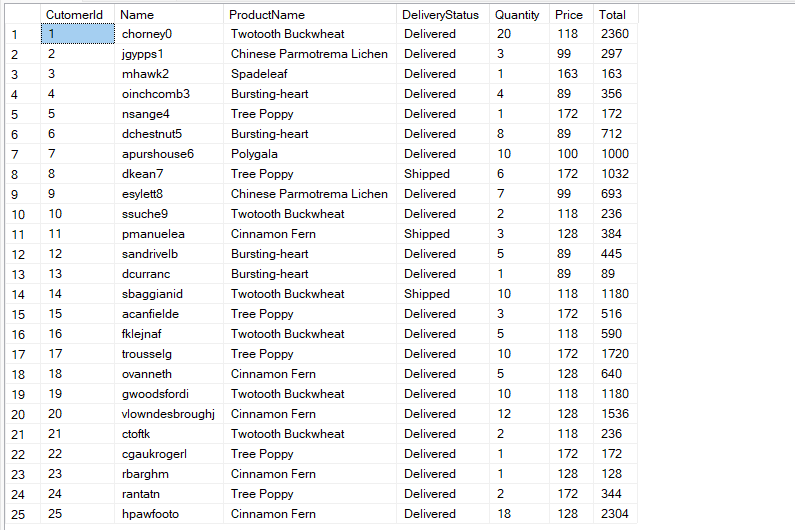 CutomerId Name ProductName DeliveryStatus Quantity Price Total
1 1 chorney0 Twotooth Buckwheat Delivered 20 118 2360
2 2 jgypps1 Chinese Parmotrema Lichen Delivered 3 99 297
3 3 mhawk2 Spadeleaf Delivered 1 163 163
4 4 oinchcomb3 Bursting-heart Delivered 4 89 356
5 5 nsange4 Tree Poppy Delivered 1 172 172
6 6 dchestnut5 Bursting-heart Delivered 8 89 712
7 7 apurshouse6 Polygala Delivered 10 100 1000
8 8 dkean7 Tree Poppy Shipped 6 172 1032
9 9 esylett8 Chinese Parmotrema Lichen Delivered 7 99 693
10 10 ssuche9 Twotooth Buckwheat Delivered 2 118 236
11 11 pmanuelea Cinnamon Fern Shipped 3 128 384
12 12 sandrivelb Bursting-heart Delivered 5 89 445
13 13 dcurranc Bursting-heart Delivered 1 89 89
14 14 sbaggianid Twotooth Buckwheat Shipped 10 118 1180
15 15 acanfielde Tree Poppy Delivered 3 172 516
16 16 fklejnaf Twotooth Buckwheat Delivered 5 118 590
17 17 trousselg Tree Poppy Delivered 10 172 1720
18 18 ovanneth Cinnamon Fern Delivered 5 128 640
19 19 gwoodsfordi Twotooth Buckwheat Delivered 10 118 1180
20 20 vlowndesbroughj Cinnamon Fern Delivered 12 128 1536
21 21 ctoftk Twotooth Buckwheat Delivered 2 118 236
22 22 cgaukrogerl Tree Poppy Delivered 1 172 172
23 23 rbarghm Cinnamon Fern Delivered 1 128 128
24 24 rantatn Tree Poppy Delivered 2 172 344
25 25 hpawfooto Cinnamon Fern Delivered 18 128 2304